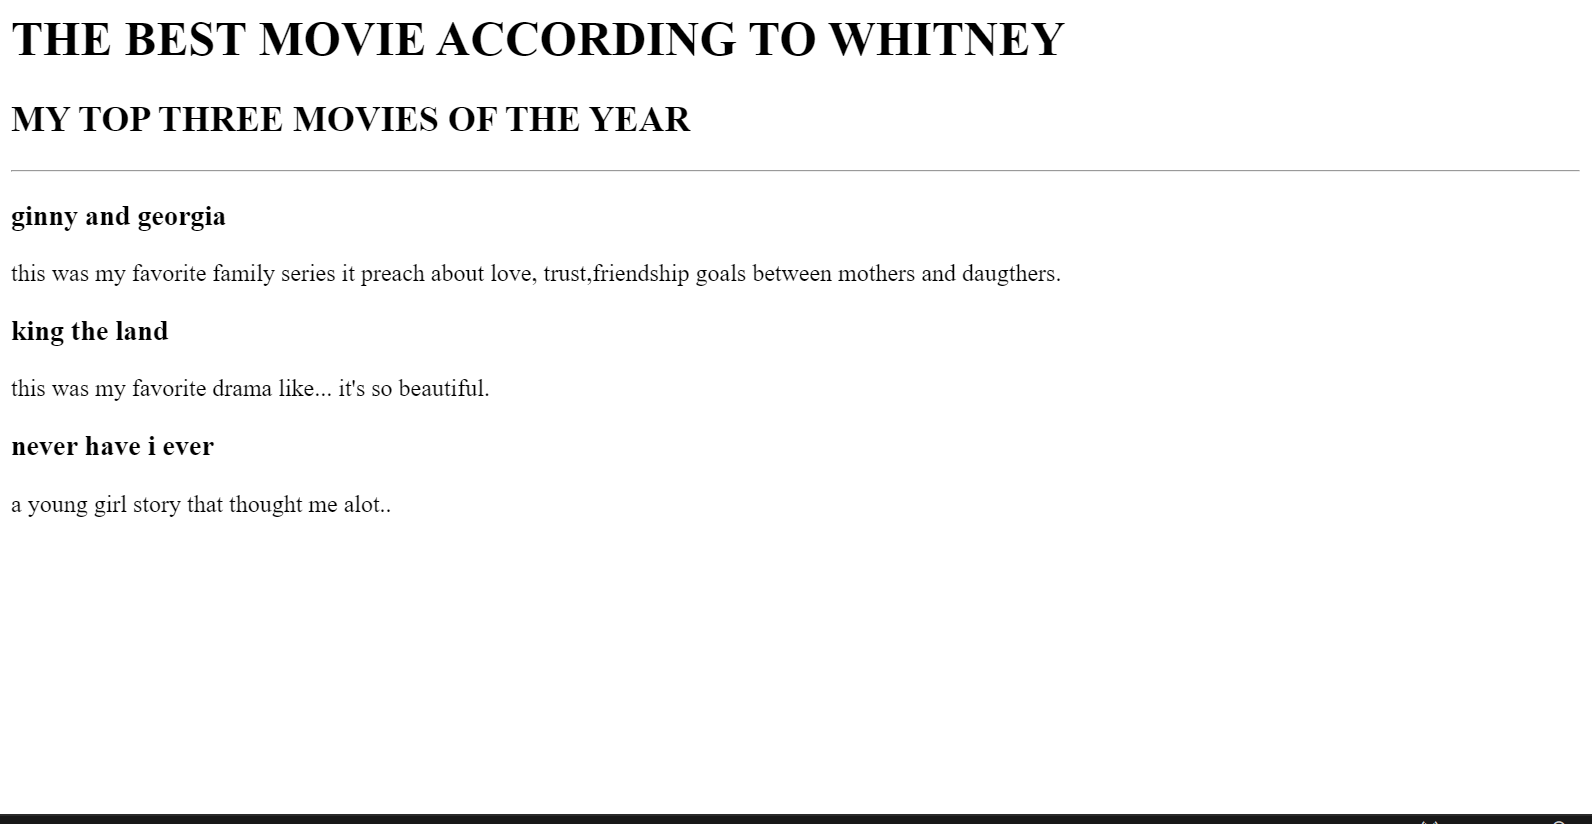 THE BEST MOVIE ACCORDING TO WHITNEY
MY TOP THREE MOVIES OF THE YEAR
ginny and georgia
this was my favorite family series it preach about love, trust,friendship goals between mothers and daugthers.
king the land
this was my favorite drama like... it's so beautiful.
never have i ever
a young girl story that thought me alot..